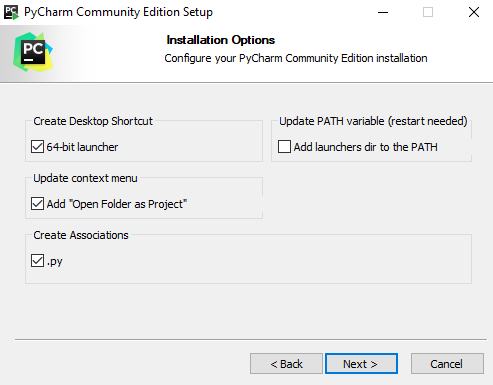 PC PyCharm Community Edition Setup
PC
Installation Options
Configure your PyCharm Community Edition installation
Create Desktop Shortcut
64-bit launcher
Update PATH variable (restart needed)
Add launchers dir to the PATH
Update context menu
Add "Open Folder as Project"
Create Associations
.py
< Back
Next >
Cancel